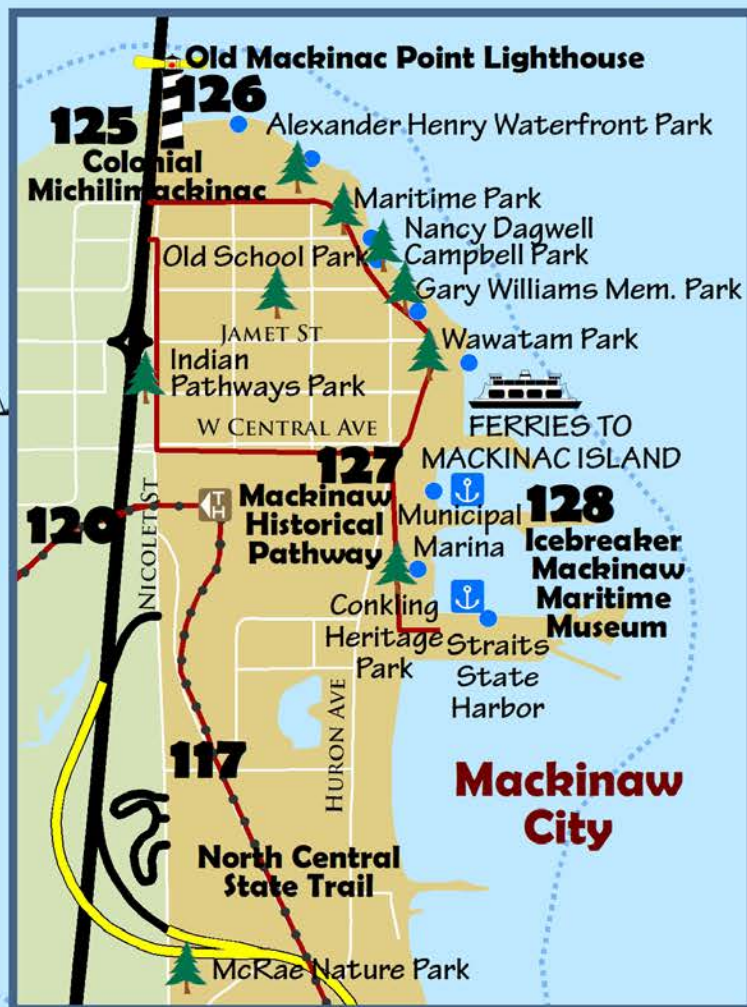 Old Mackinac Point Lighthouse
126
125
Alexander Henry Waterfront Park
Colonial
Michilimackinac
Maritime Park
Nancy Dagwell
Campbell Park
Old School Park
Gary Williams Mem. Park
JAMET ST
Wawatam Park
Indian
Pathways Park
W CENTRAL AVE
FERRIES TO
MACKINAC ISLAND
127
Mackinaw
Historical
Pathway
TH
120
NICOLET ST
Municipal
Marina
128
Icebreaker
Mackinaw
Maritime
Museum
Conkling
Heritage
Park
Straits
State
Harbor
HURON AVE
117
Mackinaw
City
North Central
State Trail
McRae Nature Park